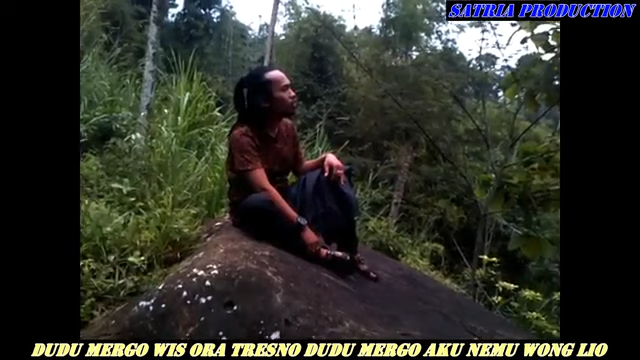 SATRIA PRODUCTION
DUDU MERGO WIS ORA TRESNO DUDU MERGO AKU NEMU WONG LIO